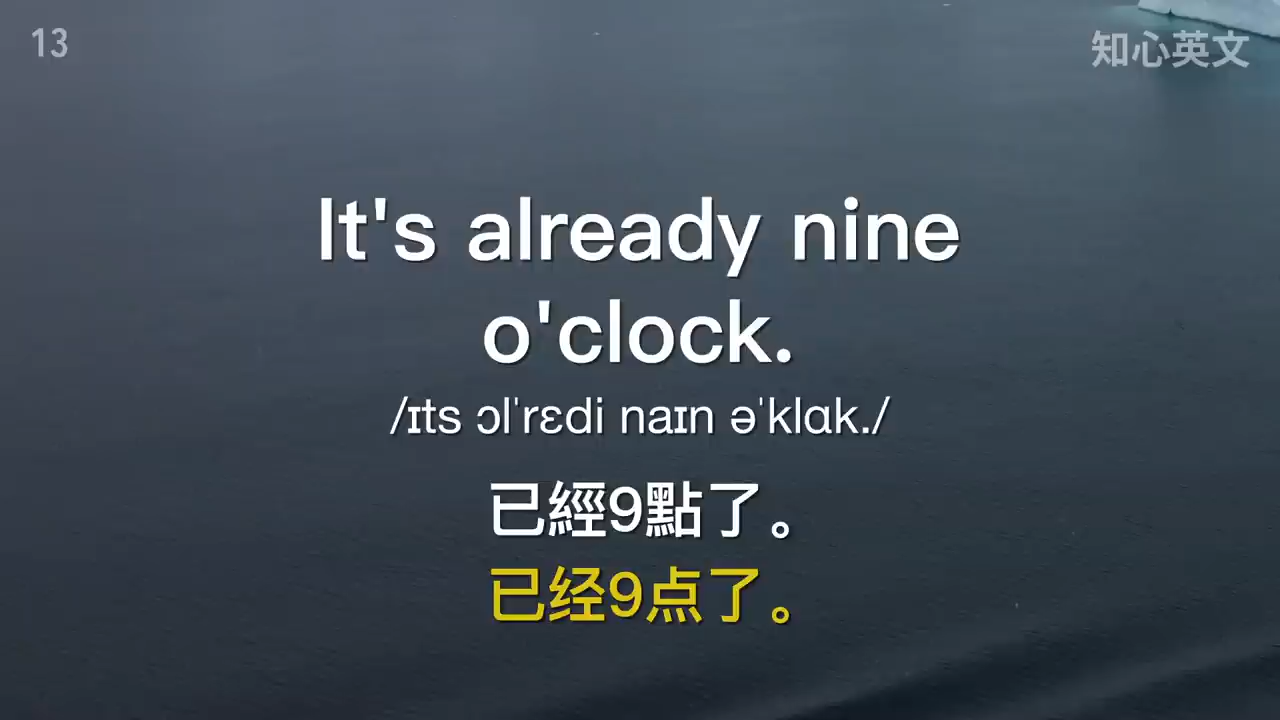 13
知心英文
It's already nine
o'clock.
/ɪts ɔlˈrɛdi naɪn əˈklɑk./
已經9點了。
已经9点了。